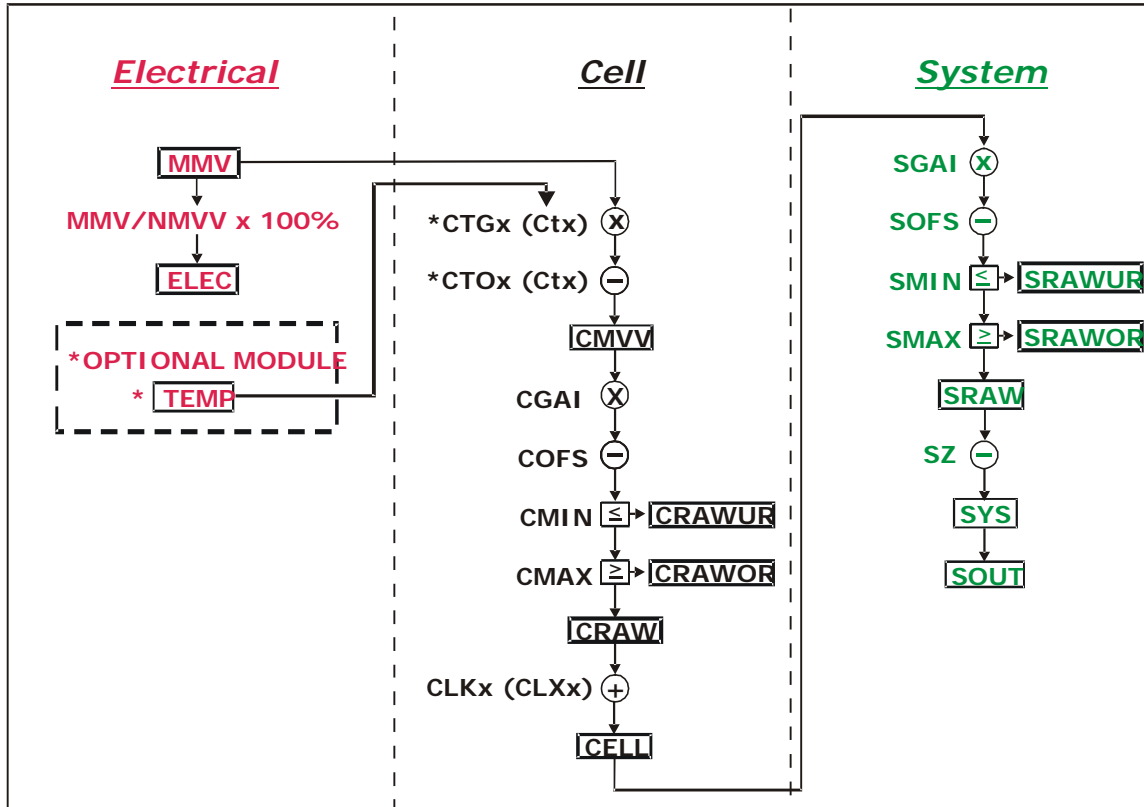 Electrical
MMV
MMV/NMVV x 100%
ELEC
*OPTIONAL MODULE
* TEMP
Cell
*CTGx (Ctx) X
*CTOx (Ctx) −
CMVV
CGAI X
COFS −
CMIN ≤ CRAWUR
CMAX ≥ CRAWOR
CRAW
CLKx (CLXx) +
CELL
System
SGAI x
SOFS −
SMIN ≤ SRAWUR
SMAX ≥ SRAWOR
SRAW
SZ −
SYS
SOUT